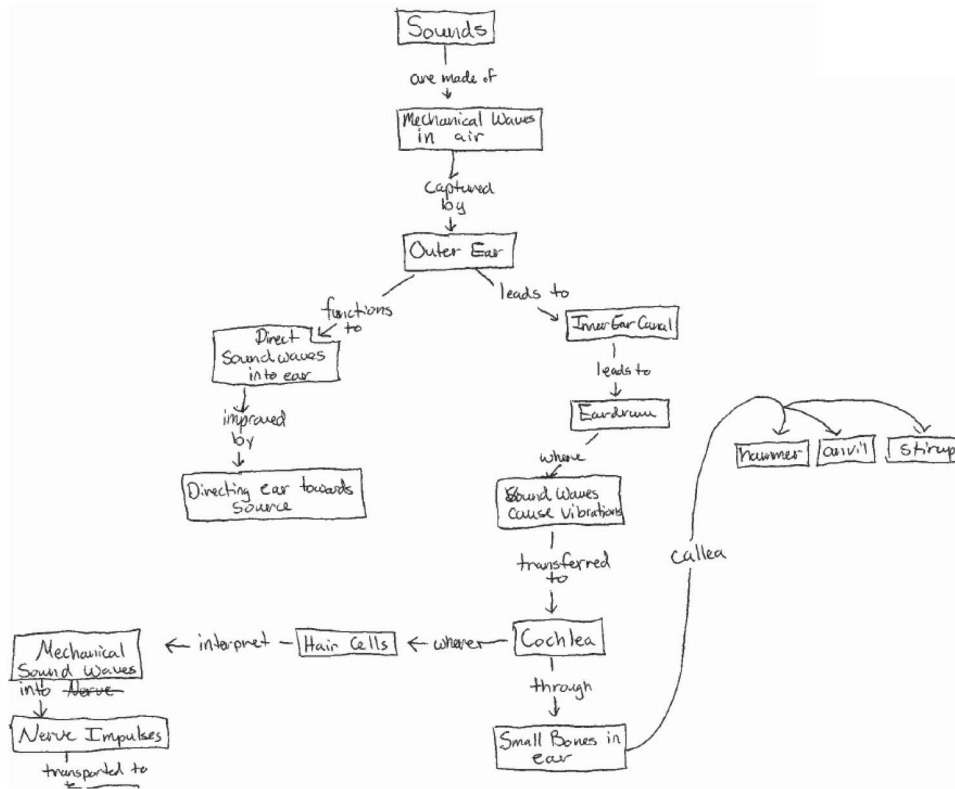 Sounds
are made of
Mechanical Waves
in air
captured
by
Outer Ear
functions
to
leads to
Direct
Sound waves
into ear
Inner Ear Canal
improved
by
leads to
Directing ear towards
source
Eardrum
where
Sound Waves
cause vibrations
transferred
to
Cochlea
where
Hair Cells
interpret
Mechanical
Sound Waves
into Nerve
Nerve Impulses
transported to
through
Small Bones in
ear
called
hammer
anvil
stirrup